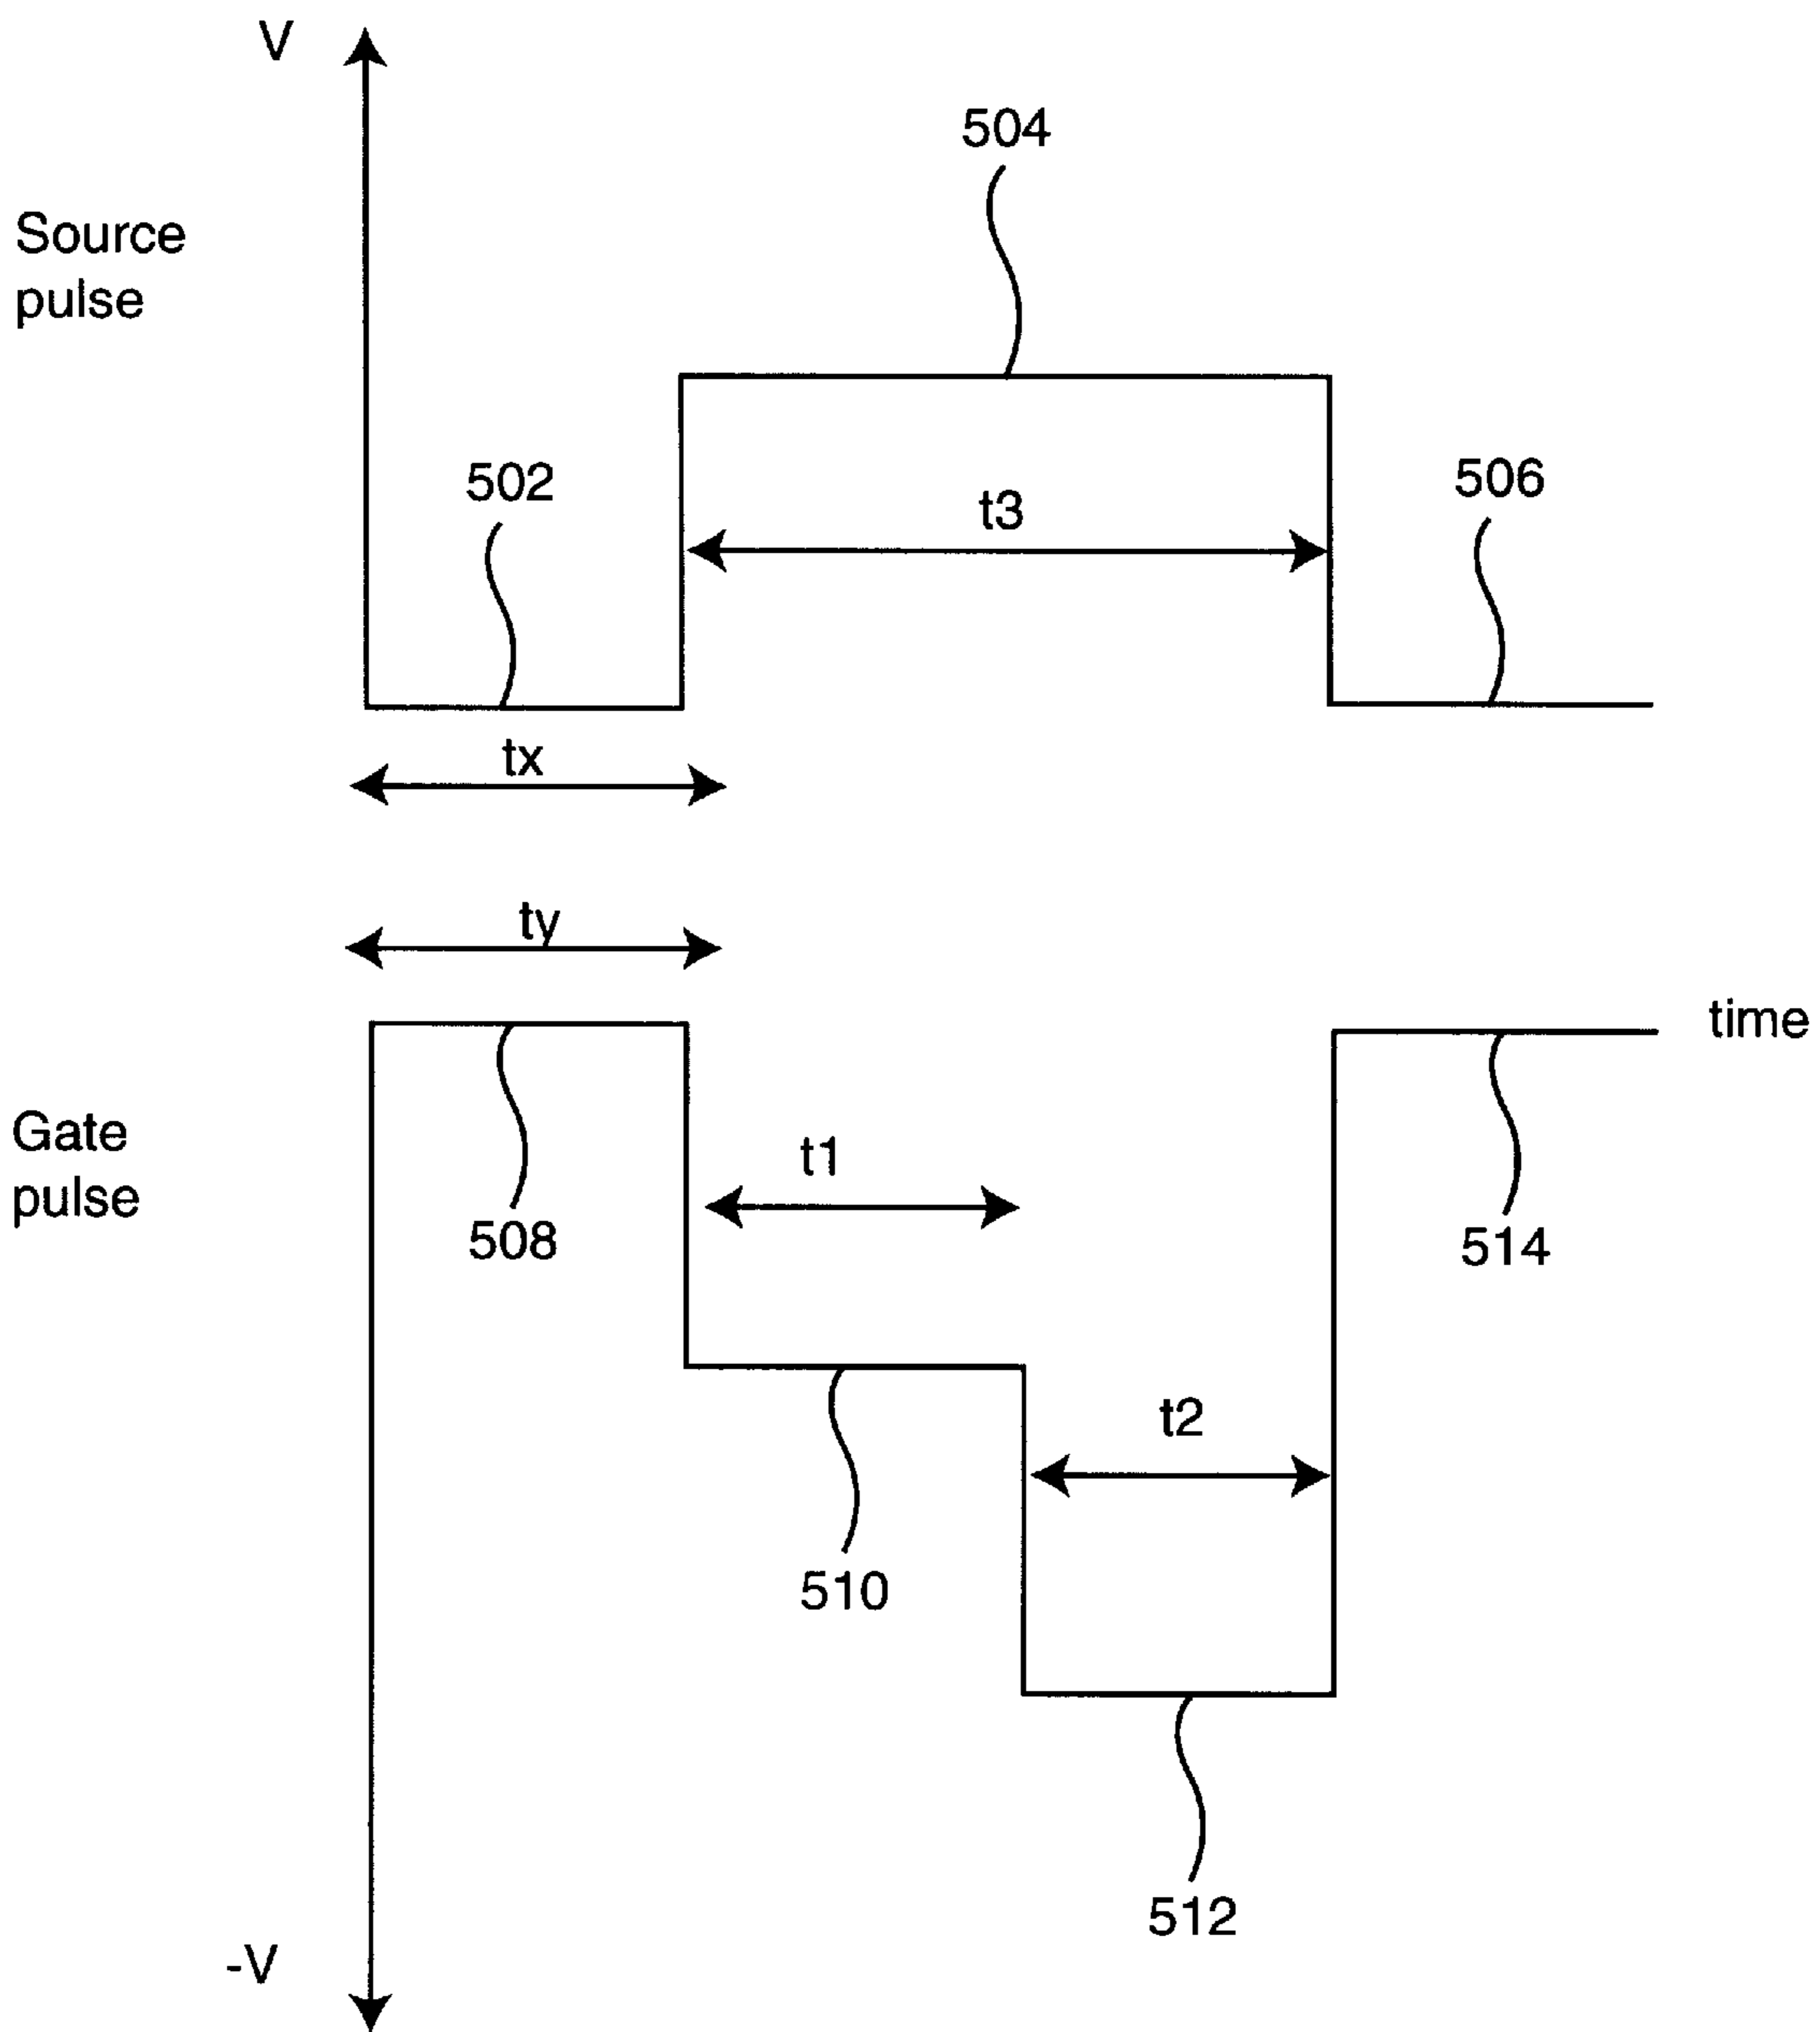 V
504
Source
pulse
502
506
t3
tx
ty
time
Gate
pulse
t1
508
514
t2
510
512
-V